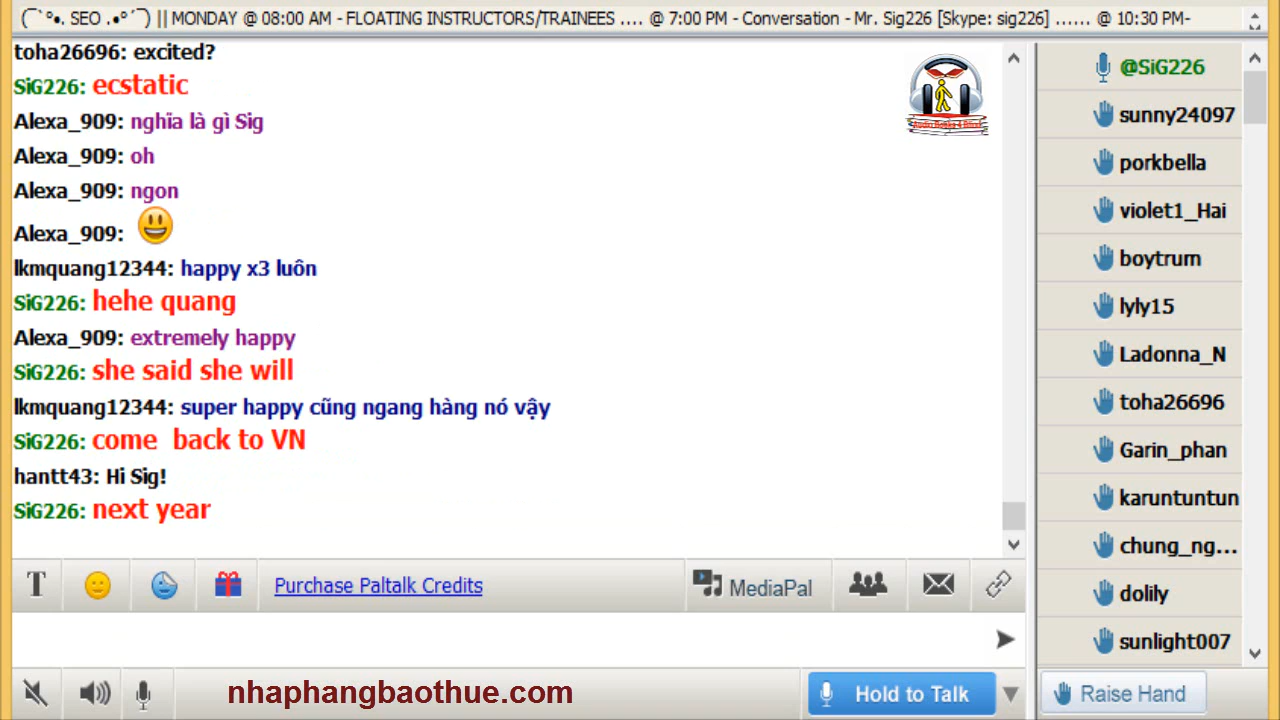 (¯`°•. SEO .•°´¯) || MONDAY @ 08:00 AM - FLOATING INSTRUCTORS/TRAINEES .... @ 7:00 PM - Conversation - Mr. Sig226 [Skype: sig226] ...... @ 10:30 PM-
toha26696: excited?
SiG226: ecstatic
Alexa_909: nghĩa là gì Sig
Alexa_909: oh
Alexa_909: ngon
Alexa_909:
lkmquang12344: happy x3 luôn
SiG226: hehe quang
Alexa_909: extremely happy
SiG226: she said she will
lkmquang12344: super happy cũng ngang hàng nó vậy
SiG226: come back to VN
hantt43: Hi Sig!
SiG226: next year
@SiG226
sunny24097
porkbella
violet1_Hai
boytrum
lyly15
Ladonna_N
toha26696
Garin_phan
karuntuntun
chung_ng...
dolily
sunlight007
T
Purchase Paltalk Credits
MediaPal
nhaphangbaothue.com
Hold to Talk
Raise Hand